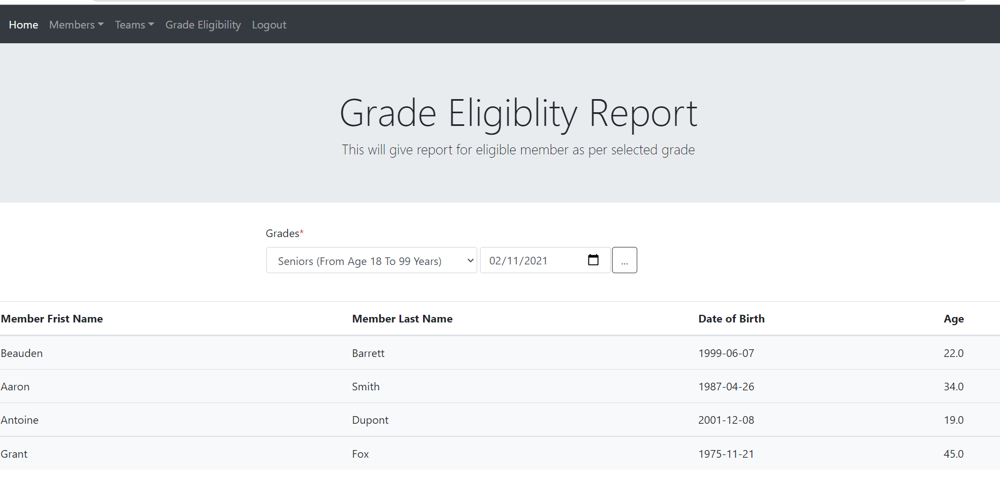 Home Members Teams Grade Eligibility Logout
Grade Eligiblity Report
This will give report for eligible member as per selected grade
Grades*
Seniors (From Age 18 To 99 Years) 02/11/2021 ...
Member Frist Name Member Last Name Date of Birth Age
Beauden Barrett 1999-06-07 22.0
Aaron Smith 1987-04-26 34.0
Antoine Dupont 2001-12-08 19.0
Grant Fox 1975-11-21 45.0